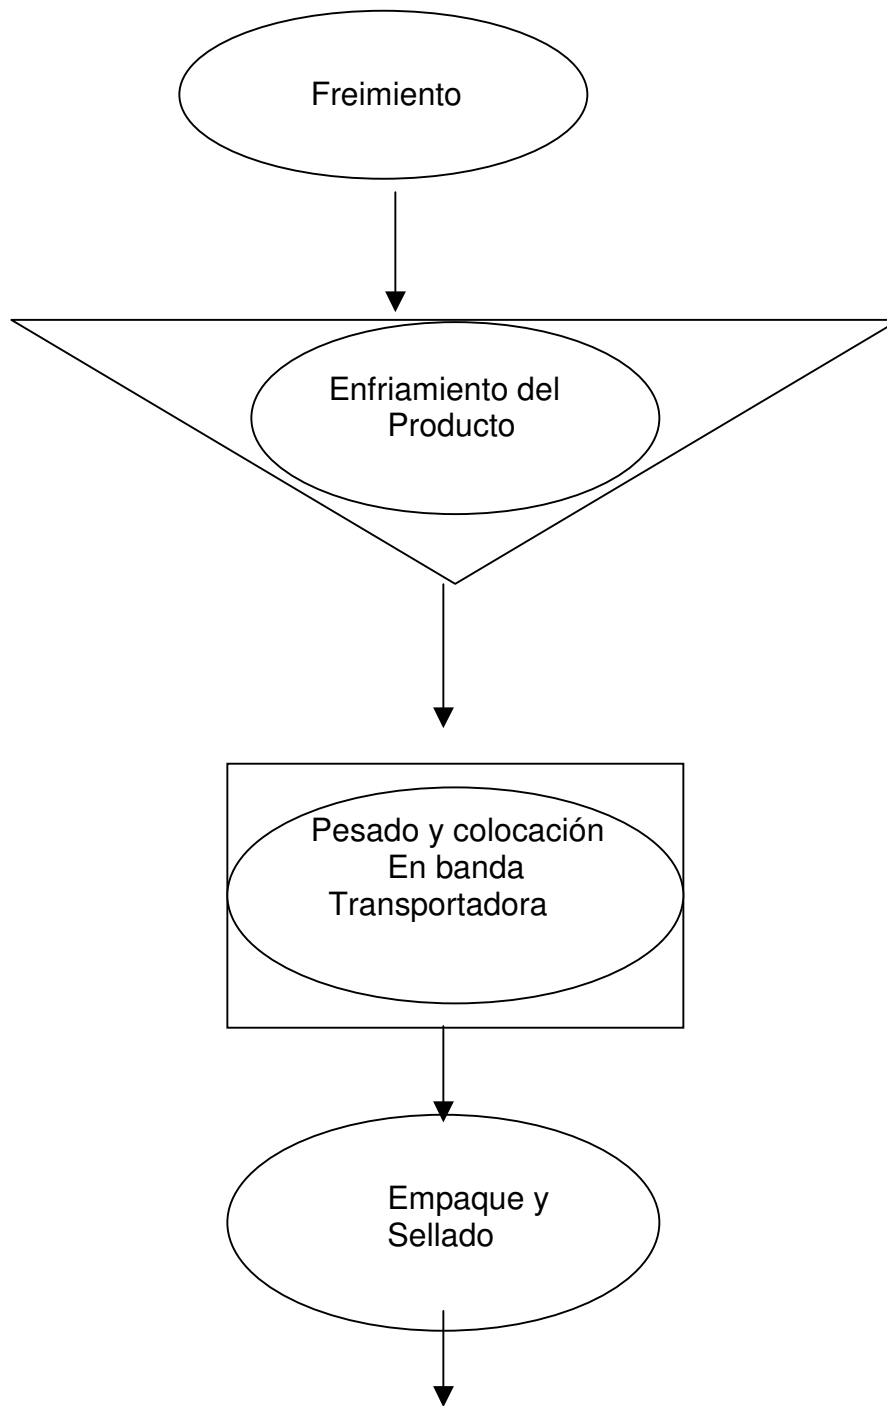 Freimiento
Enfriamiento del
Producto
Pesado y colocación
En banda
Transportadora
Empaque y
Sellado